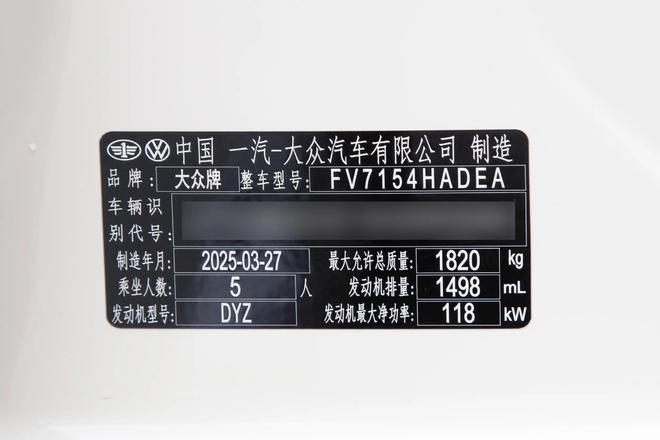 中国 一汽-大众汽车有限公司 制造
品牌: 大众牌 整车型号: FV7154HADEA
车辆识
别代号:
制造年月: 2025-03-27 最大允许总质量: 1820 kg
乘坐人数: 5 人 发动机排量: 1498 mL
发动机型号: DYZ 发动机最大净功率: 118 kW